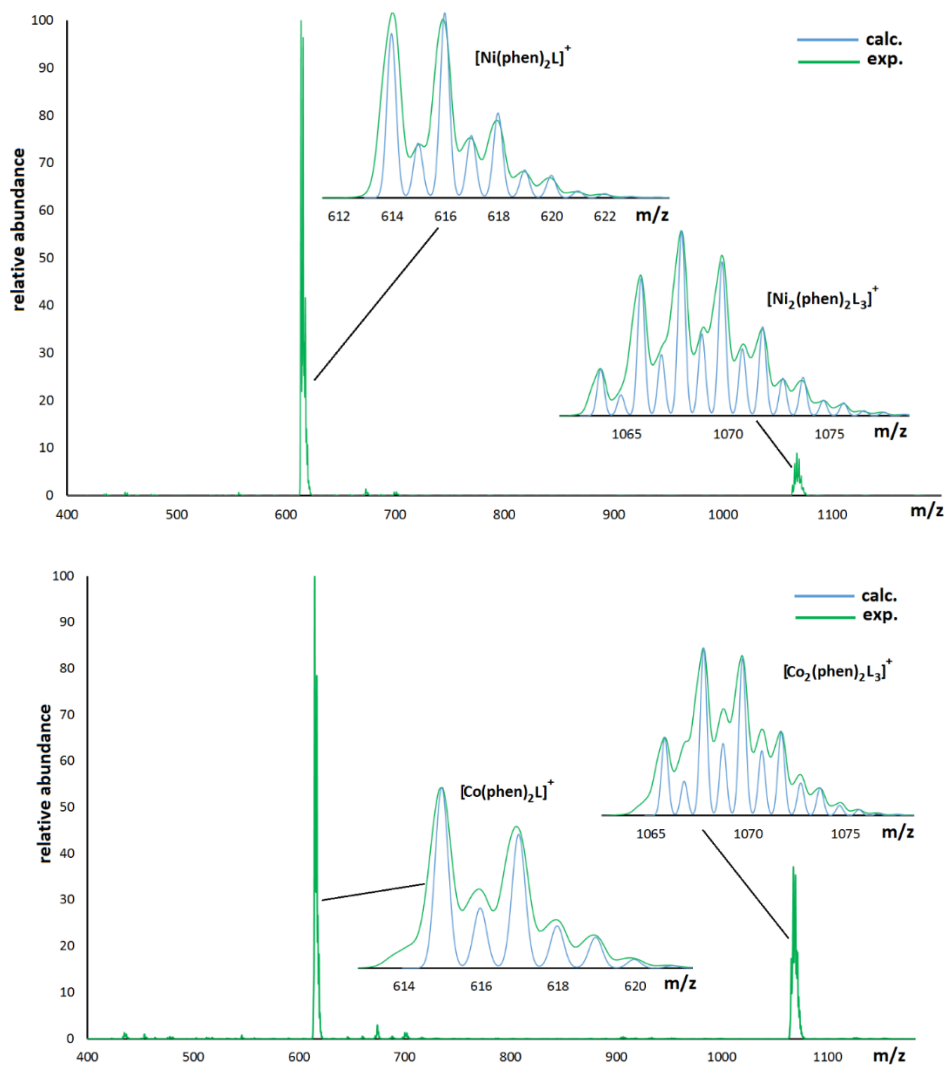 100
90
80
70
60
50
40
30
20
10
0
relative abundance
[Ni(phen)₂L]⁺
calc.
exp.
612 614 616 618 620 622 m/z
[Ni₂(phen)₂L₃]⁺
1065 1070 1075 m/z
400 500 600 700 800 900 1000 1100 m/z
100
90
80
70
60
50
40
30
20
10
0
relative abundance
calc.
exp.
[Co₂(phen)₂L₃]⁺
1065 1070 1075 m/z
[Co(phen)₂L]⁺
614 616 618 620 m/z
400 500 600 700 800 900 1000 1100 m/z